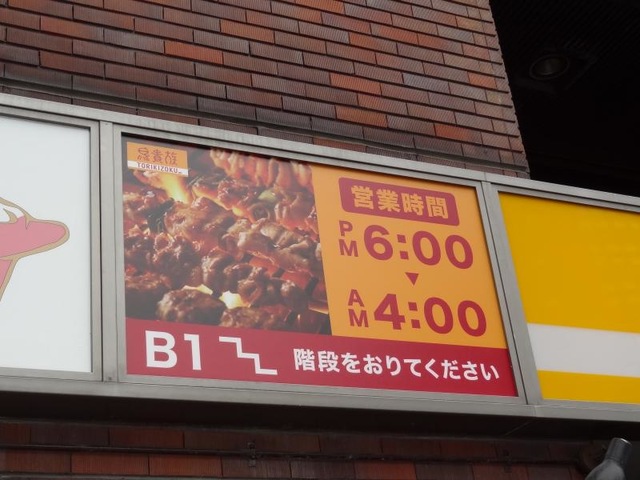 鳥貴族
TORIKIZOKU
営業時間
PM 6:00
▼
AM 4:00
B1 階段をおりてください